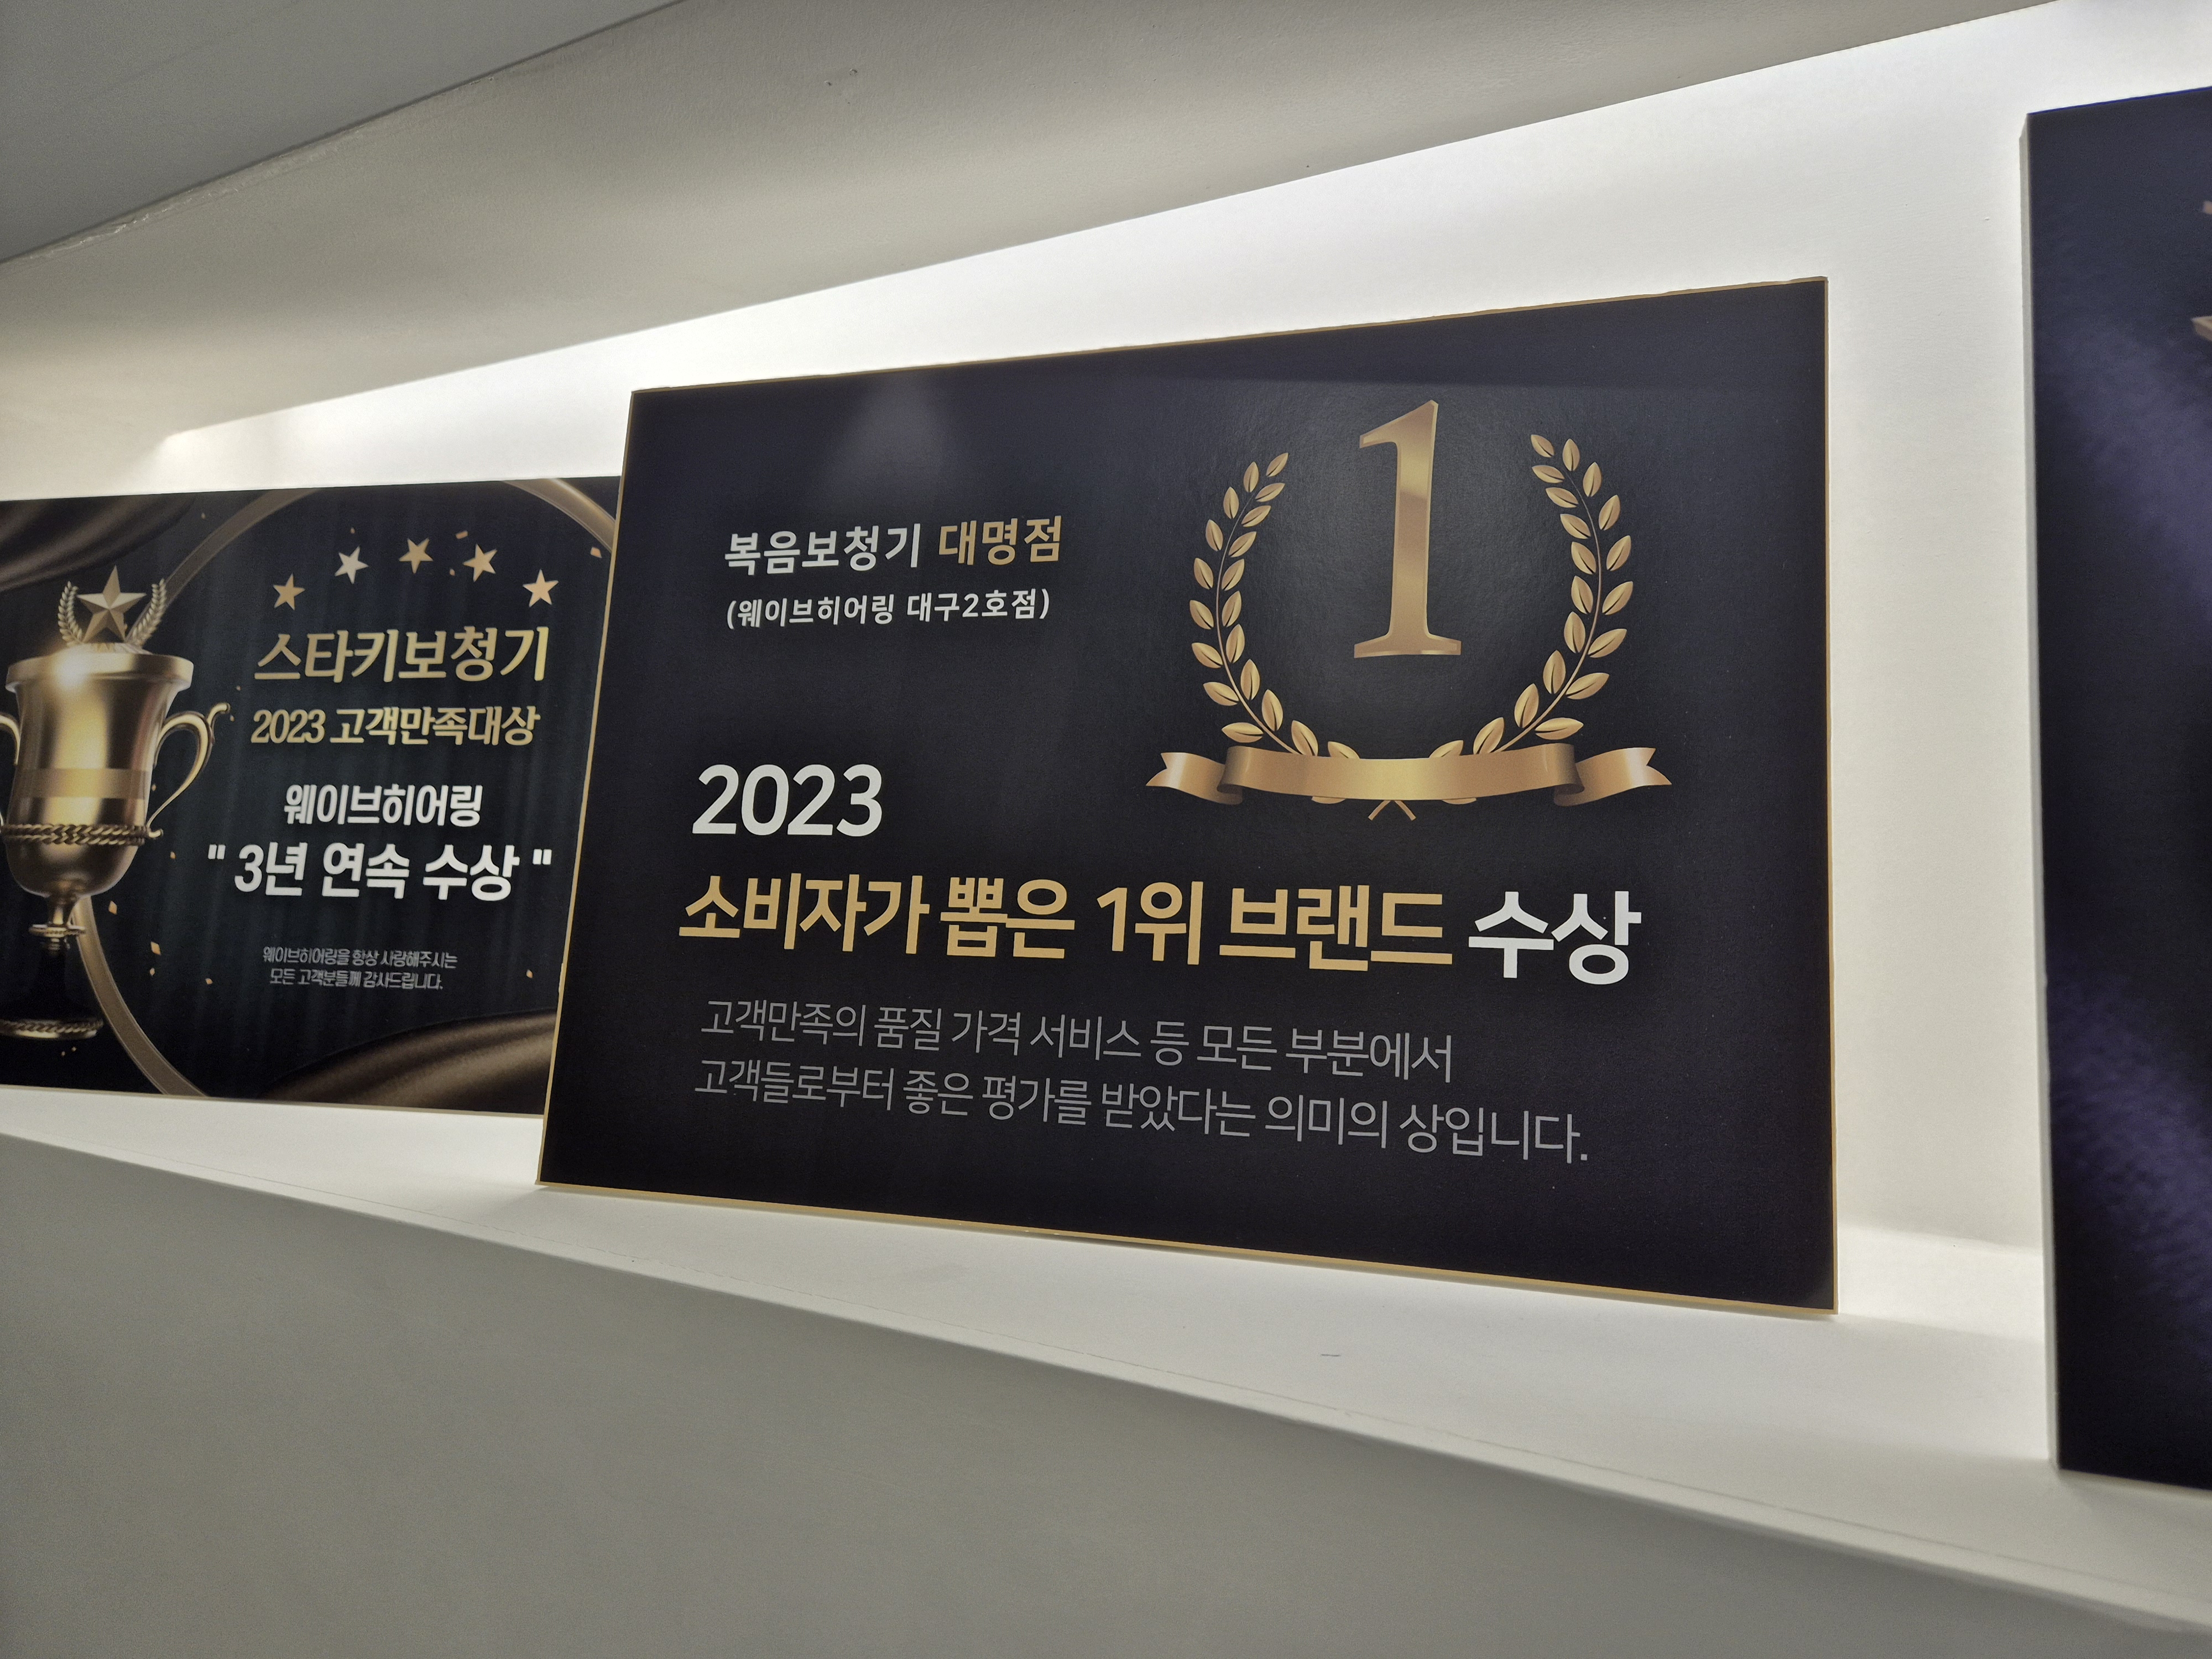 스타키보청기
2023 고객만족대상
웨이브히어링
" 3년 연속 수상 "
웨이브히어링을 항상 사랑해주시는
모든 고객분들께 감사드립니다.
복음보청기 대명점
(웨이브히어링 대구2호점)
1
2023
소비자가 뽑은 1위 브랜드 수상
고객만족의 품질 가격 서비스 등 모든 부분에서
고객들로부터 좋은 평가를 받았다는 의미의 상입니다.